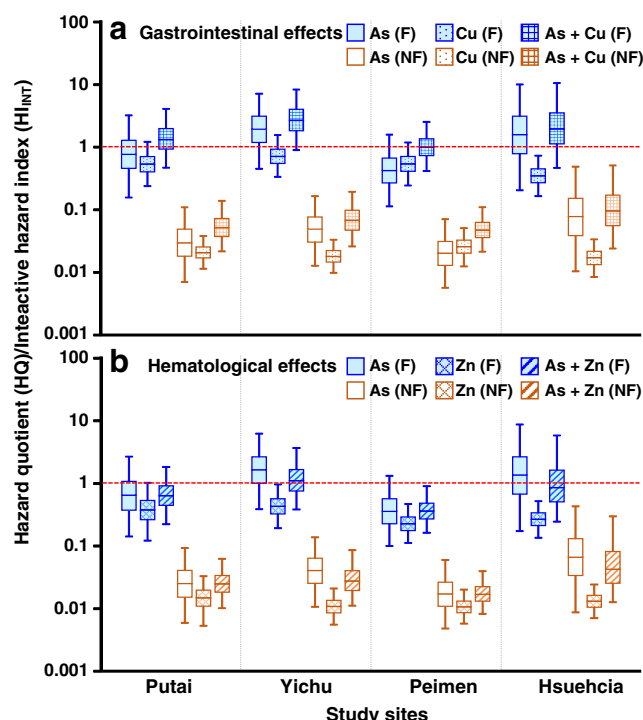 a Gastrointestinal effects
As (F) Cu (F) As + Cu (F)
As (NF) Cu (NF) As + Cu (NF)
100
10
1
0.1
0.01
0.001
b Hematological effects
As (F) Zn (F) As + Zn (F)
As (NF) Zn (NF) As + Zn (NF)
100
10
1
0.1
0.01
0.001
Hazard quotient (HQ)/Inteactive hazard index (HI_INT)
Putai Yichu Peimen Hsuehcia
Study sites